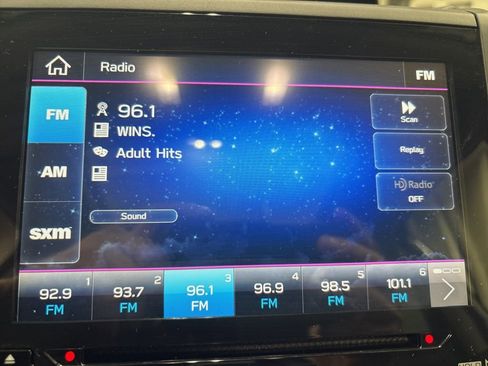 Radio
FM
FM
96.1
WINS.
Adult Hits
Scan
Replay
HD Radio
OFF
AM
sxm
Sound
1
92.9
FM
2
93.7
FM
3
96.1
FM
4
96.9
FM
5
98.5
FM
6
101.1
FM
HOLD